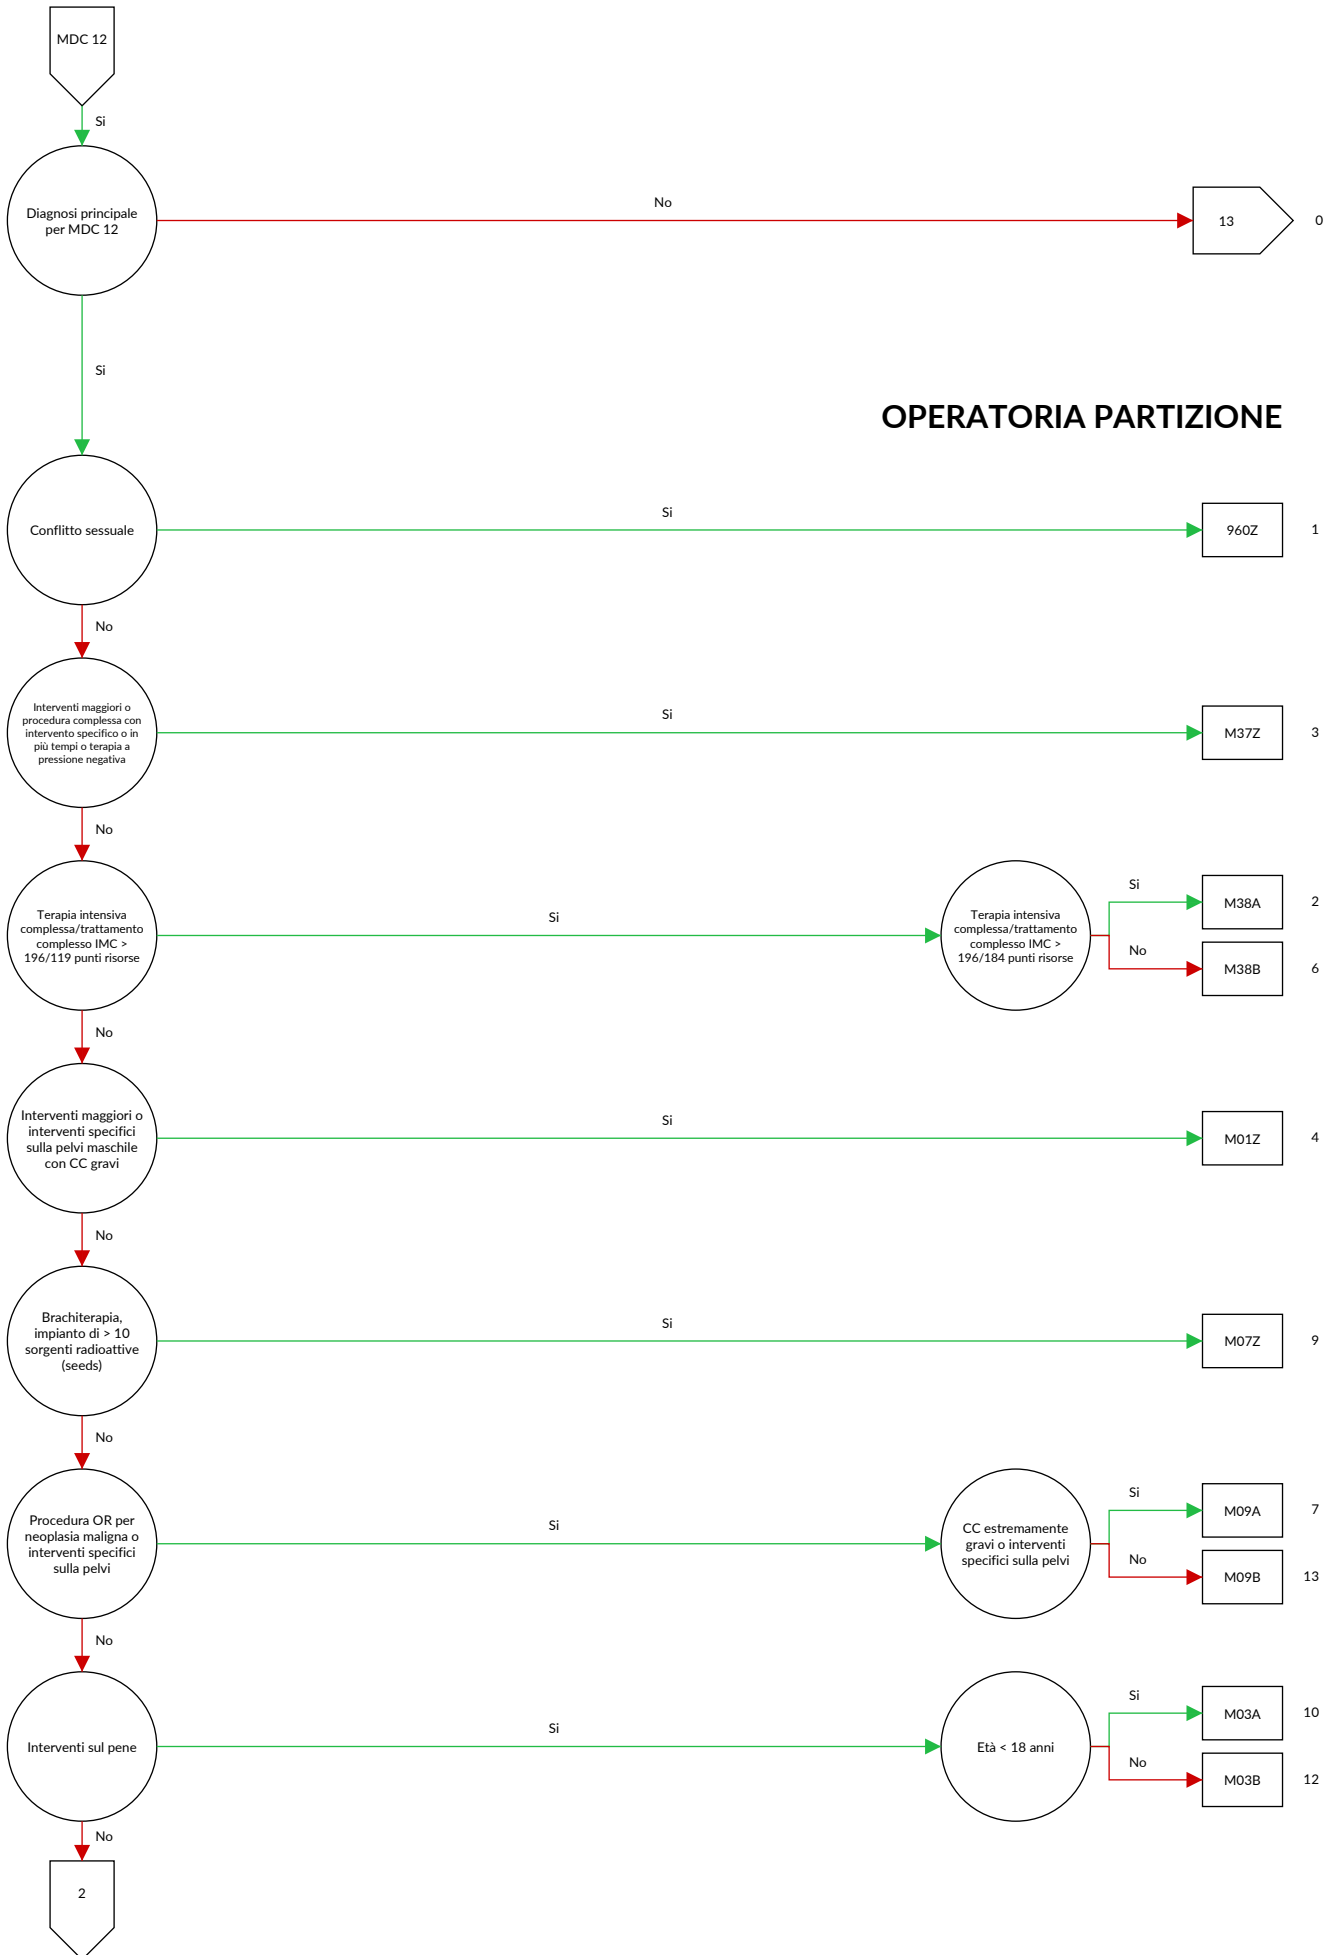 MDC 12
Si
Diagnosi principale
per MDC 12
No
13
0
Si
OPERATORIA PARTIZIONE
Conflitto sessuale
Si
960Z
1
No
Interventi maggiori o
procedura complessa con
intervento specifico o in
più tempi o terapia a
pressione negativa
Si
M37Z
3
No
Terapia intensiva
complessa/trattamento
complesso IMC >
196/119 punti risorse
Si
Terapia intensiva
complessa/trattamento
complesso IMC >
196/184 punti risorse
Si
M38A
2
No
M38B
6
No
Interventi maggiori o
interventi specifici
sulla pelvi maschile
con CC gravi
Si
M01Z
4
No
Brachiterapia,
impianto di > 10
sorgenti radioattive
(seeds)
Si
M07Z
9
No
Procedura OR per
neoplasia maligna o
interventi specifici
sulla pelvi
Si
CC estremamente
gravi o interventi
specifici sulla pelvi
Si
M09A
7
No
M09B
13
No
Interventi sul pene
Si
Età < 18 anni
Si
M03A
10
No
M03B
12
No
2